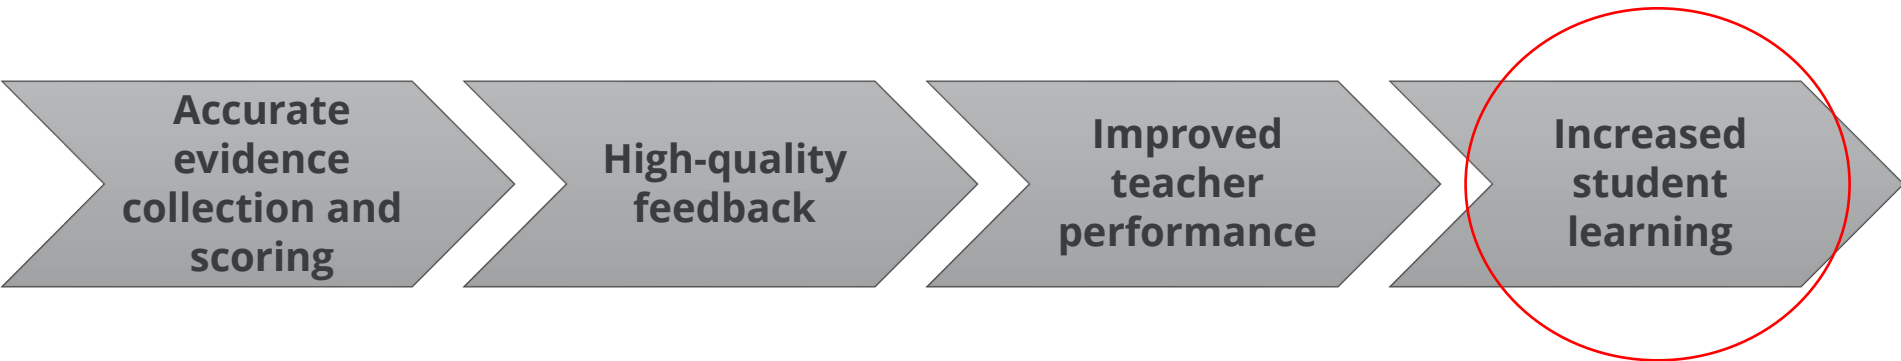 Accurate
evidence
collection and
scoring
High-quality
feedback
Improved
teacher
performance
Increased
student
learning